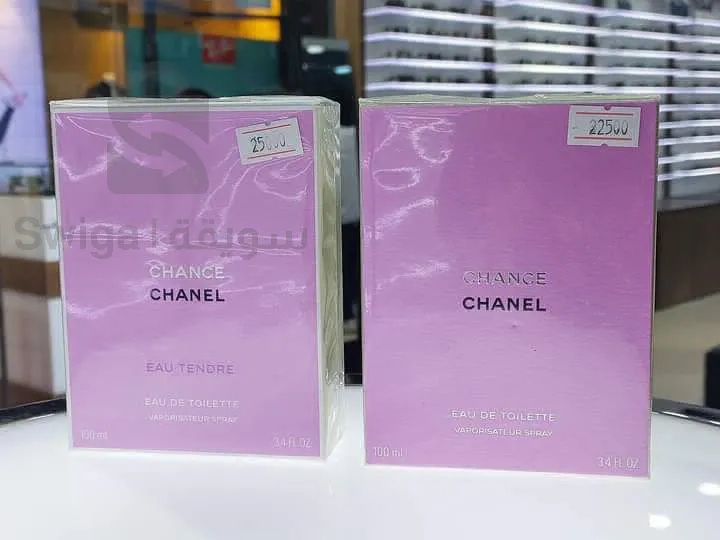 25000
CHANCE
CHANEL
EAU TENDRE
EAU DE TOILETTE
VAPORISATEUR SPRAY
100 ml
3.4 FL.OZ
22500
CHANCE
CHANEL
EAU DE TOILETTE
VAPORISATEUR SPRAY
100 ml
3.4 FL.OZ
Swiga | سويقة